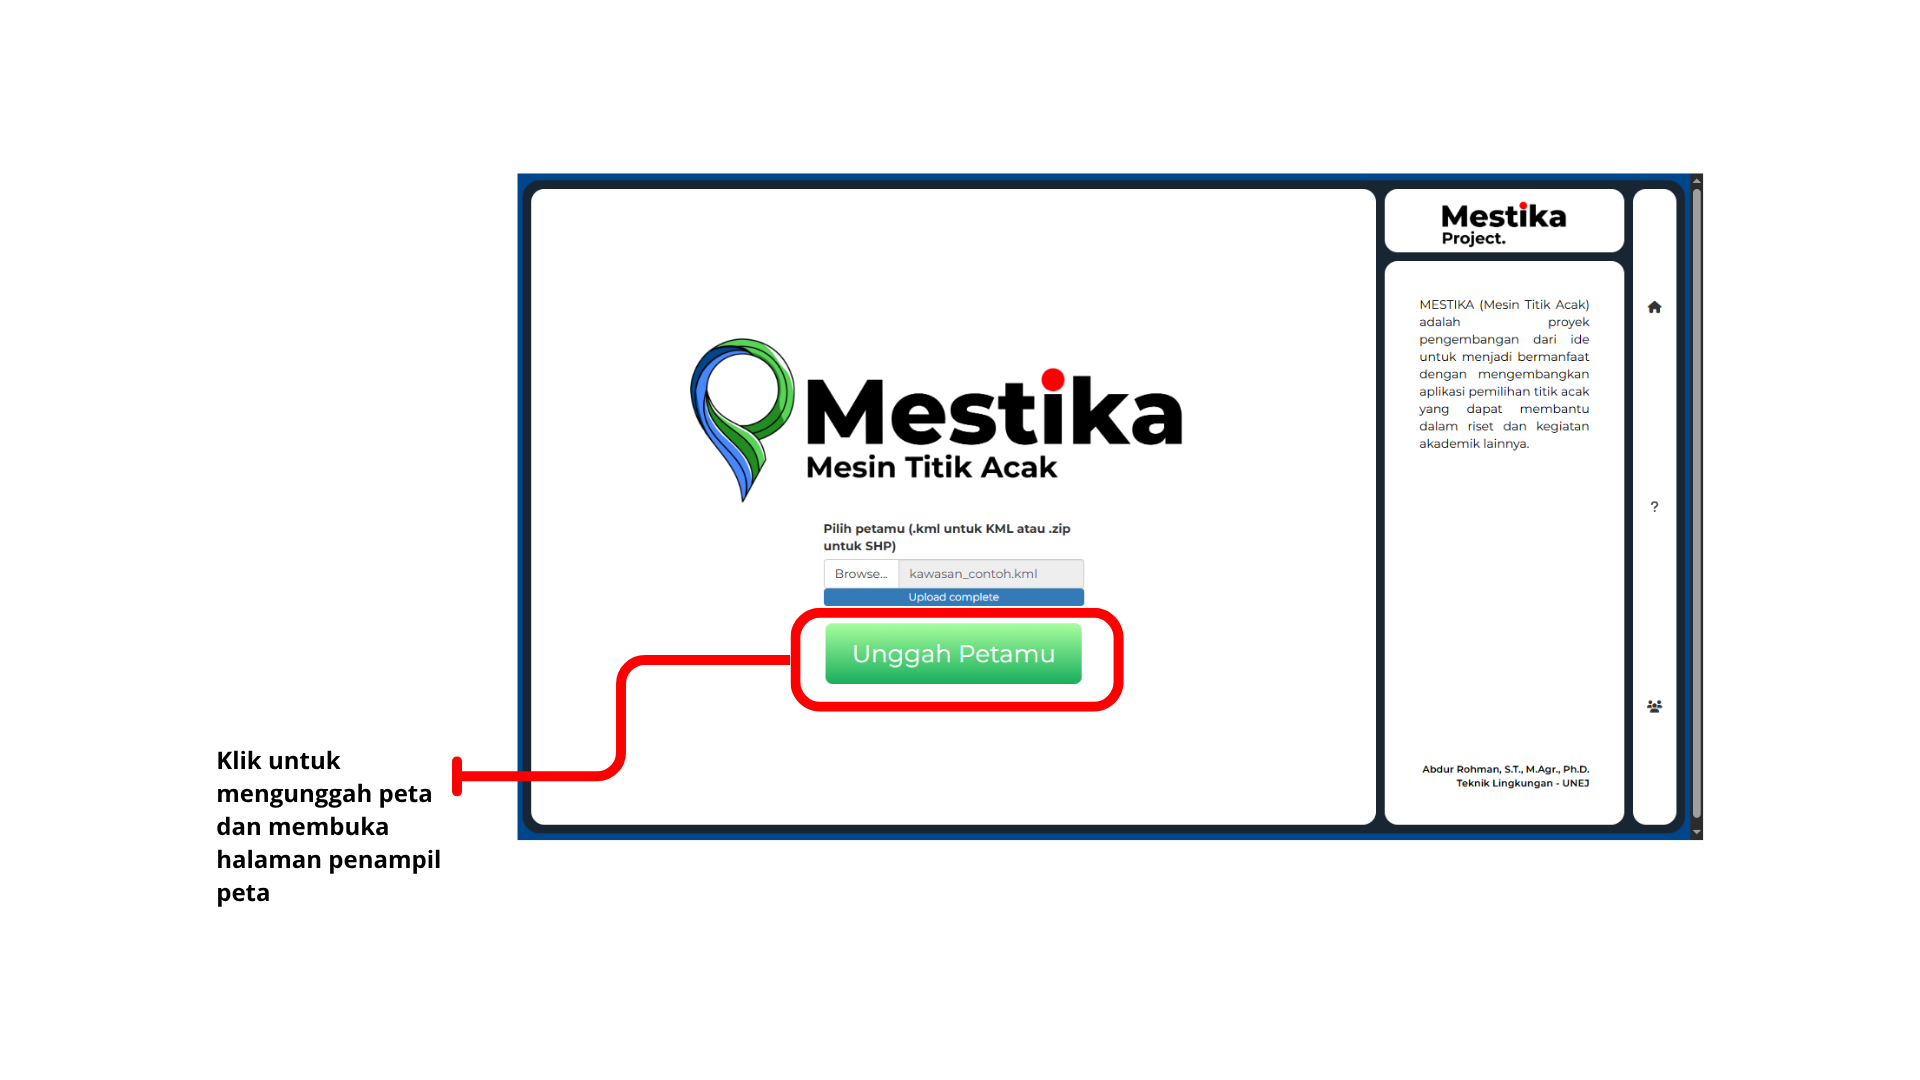 Mestika
Project.
MESTIKA (Mesin Titik Acak)
adalah proyek
pengembangan dari ide
untuk menjadi bermanfaat
dengan mengembangkan
aplikasi pemilihan titik acak
yang dapat membantu
dalam riset dan kegiatan
akademik lainnya.
Mestika
Mesin Titik Acak
Pilih petamu (.kml untuk KML atau .zip
untuk SHP)
Browse... kawasan_contoh.kml
Upload complete
Unggah Petamu
Klik untuk
mengunggah peta
dan membuka
halaman penampil
peta
?
Abdur Rohman, S.T., M.Agr., Ph.D.
Teknik Lingkungan - UNEJ